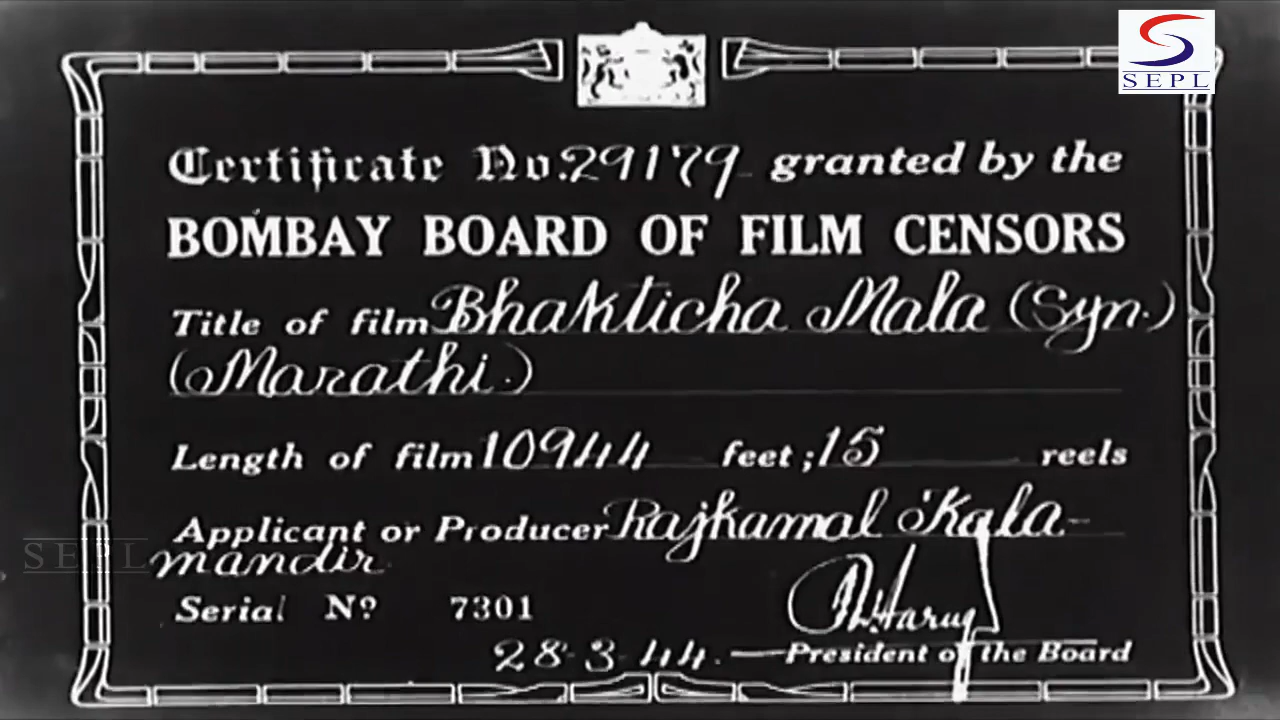 SEPL
Certificate No. 29179 granted by the
BOMBAY BOARD OF FILM CENSORS
Title of film Bhakticha Mala (Syn.)
(Marathi.)
Length of film 10944 feet; 15 reels
Applicant or Producer Rajkamal Kala-
mandir
SEPL
Serial No 7301
28-3-44. President of the Board